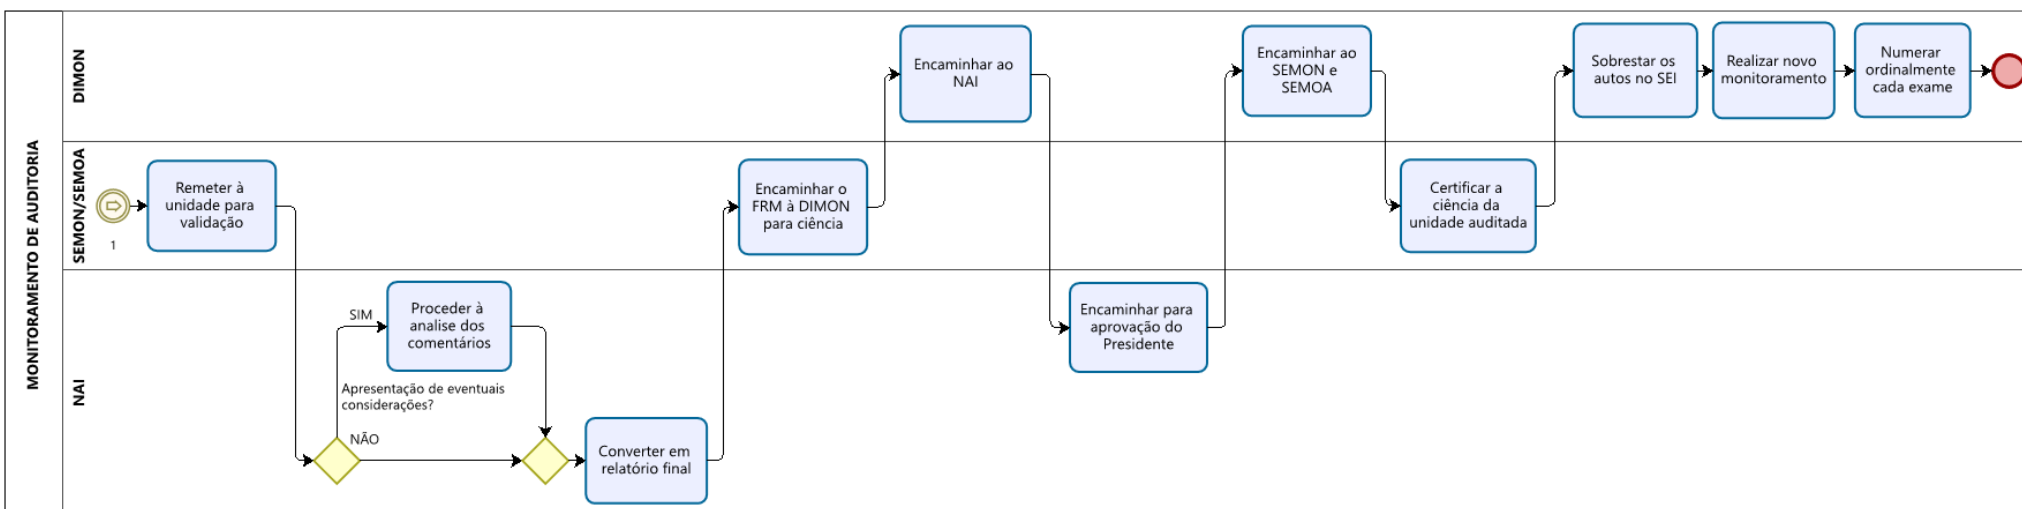 MONITORAMENTO DE AUDITORIA
DIMON
Encaminhar ao
NAI
Encaminhar ao
SEMON e
SEMOA
Sobrestar os
autos no SEI
Realizar novo
monitoramento
Numerar
ordinalmente
cada exame
SEMON/SEMOA
1
Remeter à
unidade para
validação
Encaminhar o
FRM à DIMON
para ciência
Certificar a
ciência da
unidade auditada
NAI
SIM
Proceder à
analise dos
comentários
Apresentação de eventuais
considerações?
NÃO
Converter em
relatório final
Encaminhar para
aprovação do
Presidente